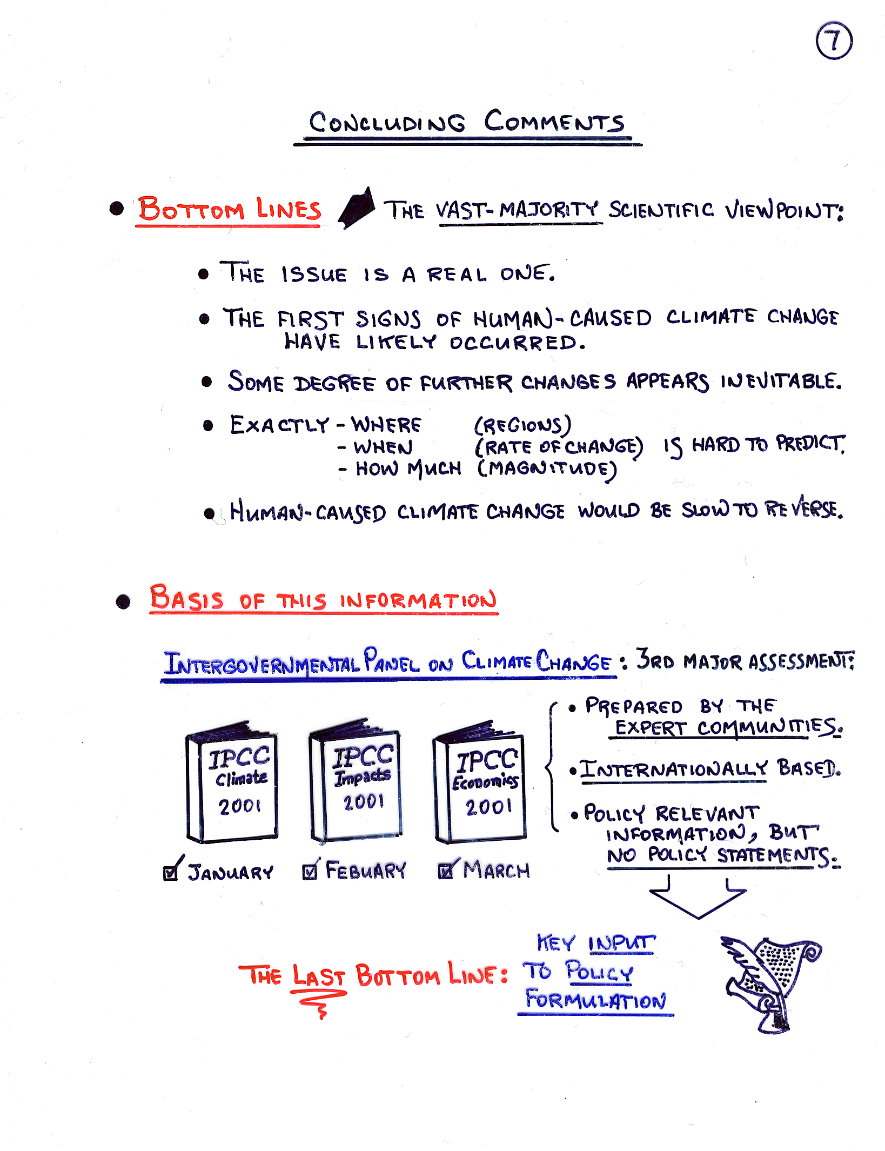 7
CONCLUDING COMMENTS
• BOTTOM LINES THE VAST-MAJORITY SCIENTIFIC VIEWPOINT:
• THE ISSUE IS A REAL ONE.
• THE FIRST SIGNS OF HUMAN-CAUSED CLIMATE CHANGE
HAVE LIKELY OCCURRED.
• SOME DEGREE OF FURTHER CHANGES APPEARS INEVITABLE.
• EXACTLY - WHERE (REGIONS)
- WHEN (RATE OF CHANGE) IS HARD TO PREDICT.
- HOW MUCH (MAGNITUDE)
• HUMAN-CAUSED CLIMATE CHANGE WOULD BE SLOW TO REVERSE.
• BASIS OF THIS INFORMATION
INTERGOVERNMENTAL PANEL ON CLIMATE CHANGE: 3RD MAJOR ASSESSMENT:
IPCC
Climate
2001
IPCC
Impacts
2001
IPCC
Economics
2001
☑ JANUARY ☑ FEBUARY ☑ MARCH
• PREPARED BY THE
EXPERT COMMUNITIES.
• INTERNATIONALLY BASED.
• POLICY RELEVANT
INFORMATION, BUT
NO POLICY STATEMENTS.
THE LAST BOTTOM LINE:
KEY INPUT
TO POLICY
FORMULATION